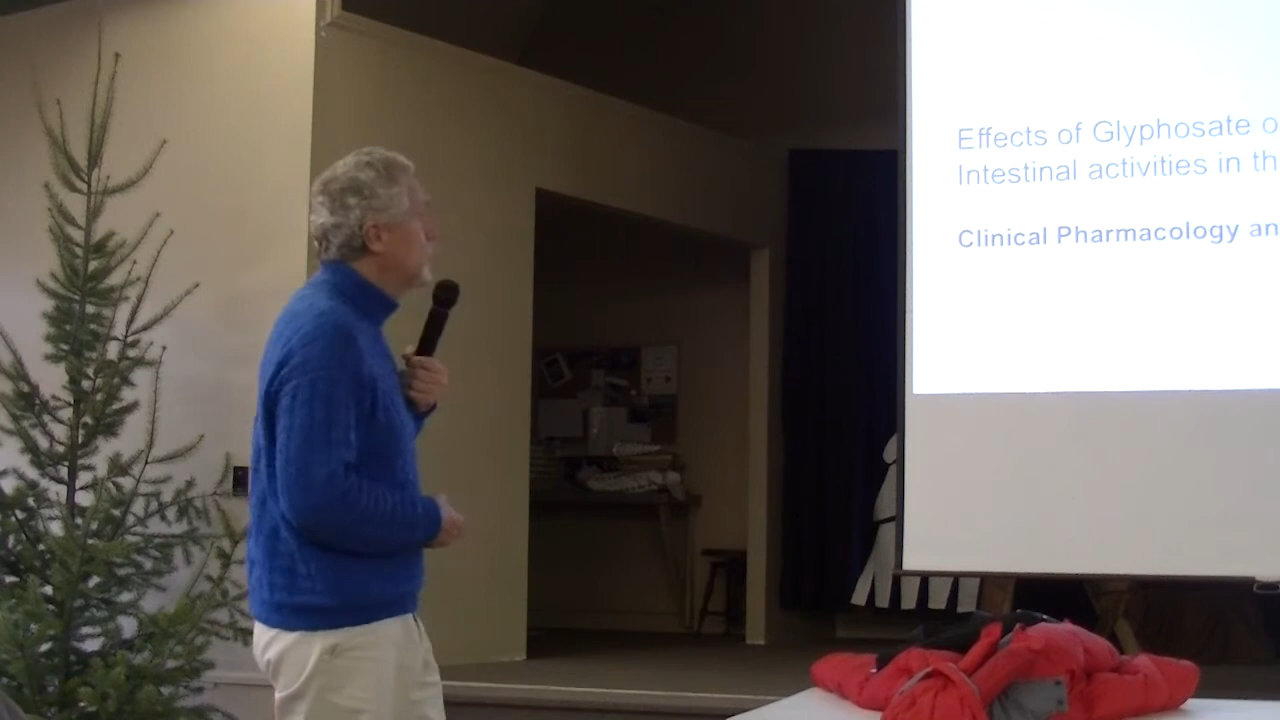 Effects of Glyphosate o
Intestinal activities in th
Clinical Pharmacology an